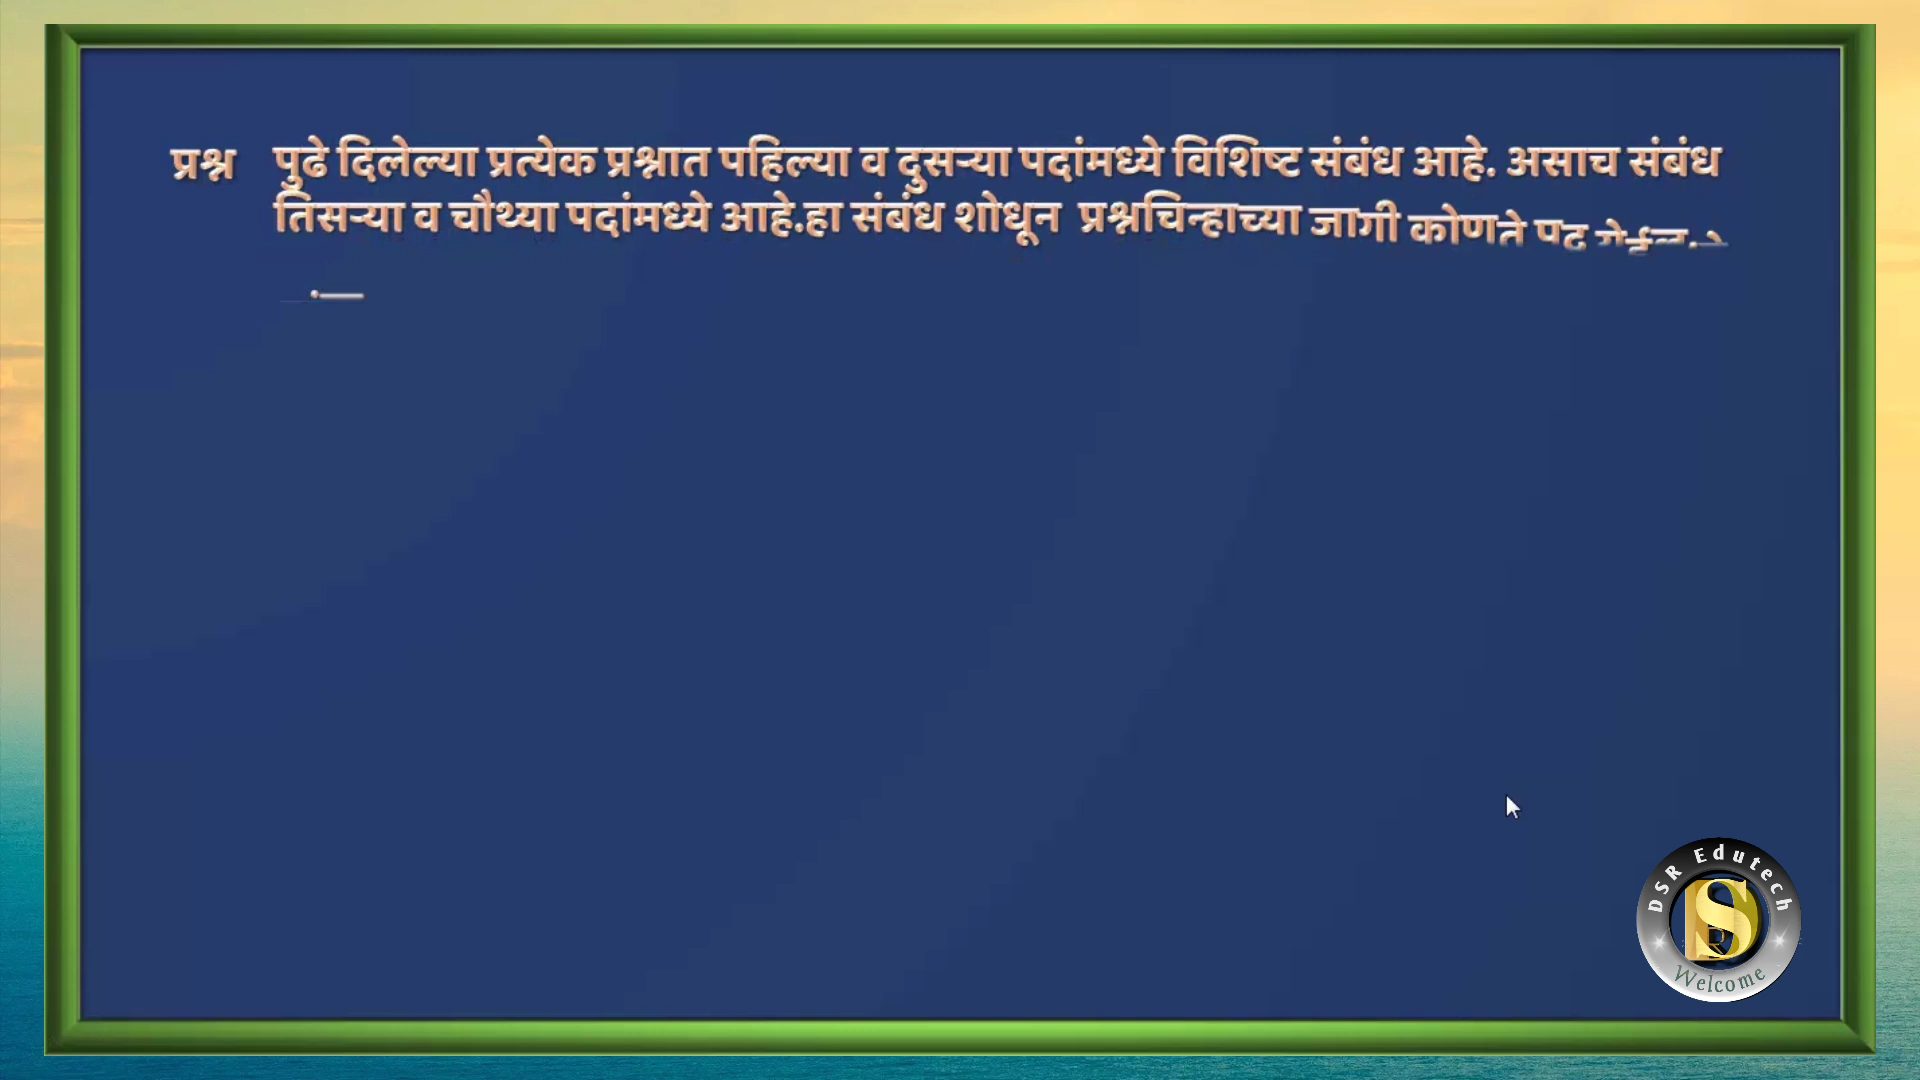 प्रश्न पुढे दिलेल्या प्रत्येक प्रश्नात पहिल्या व दुसऱ्या पदांमध्ये विशिष्ट संबंध आहे. असाच संबंध
तिसऱ्या व चौथ्या पदांमध्ये आहे.हा संबंध शोधून प्रश्नचिन्हाच्या जागी कोणते पद
DSR Edutech
Welcome